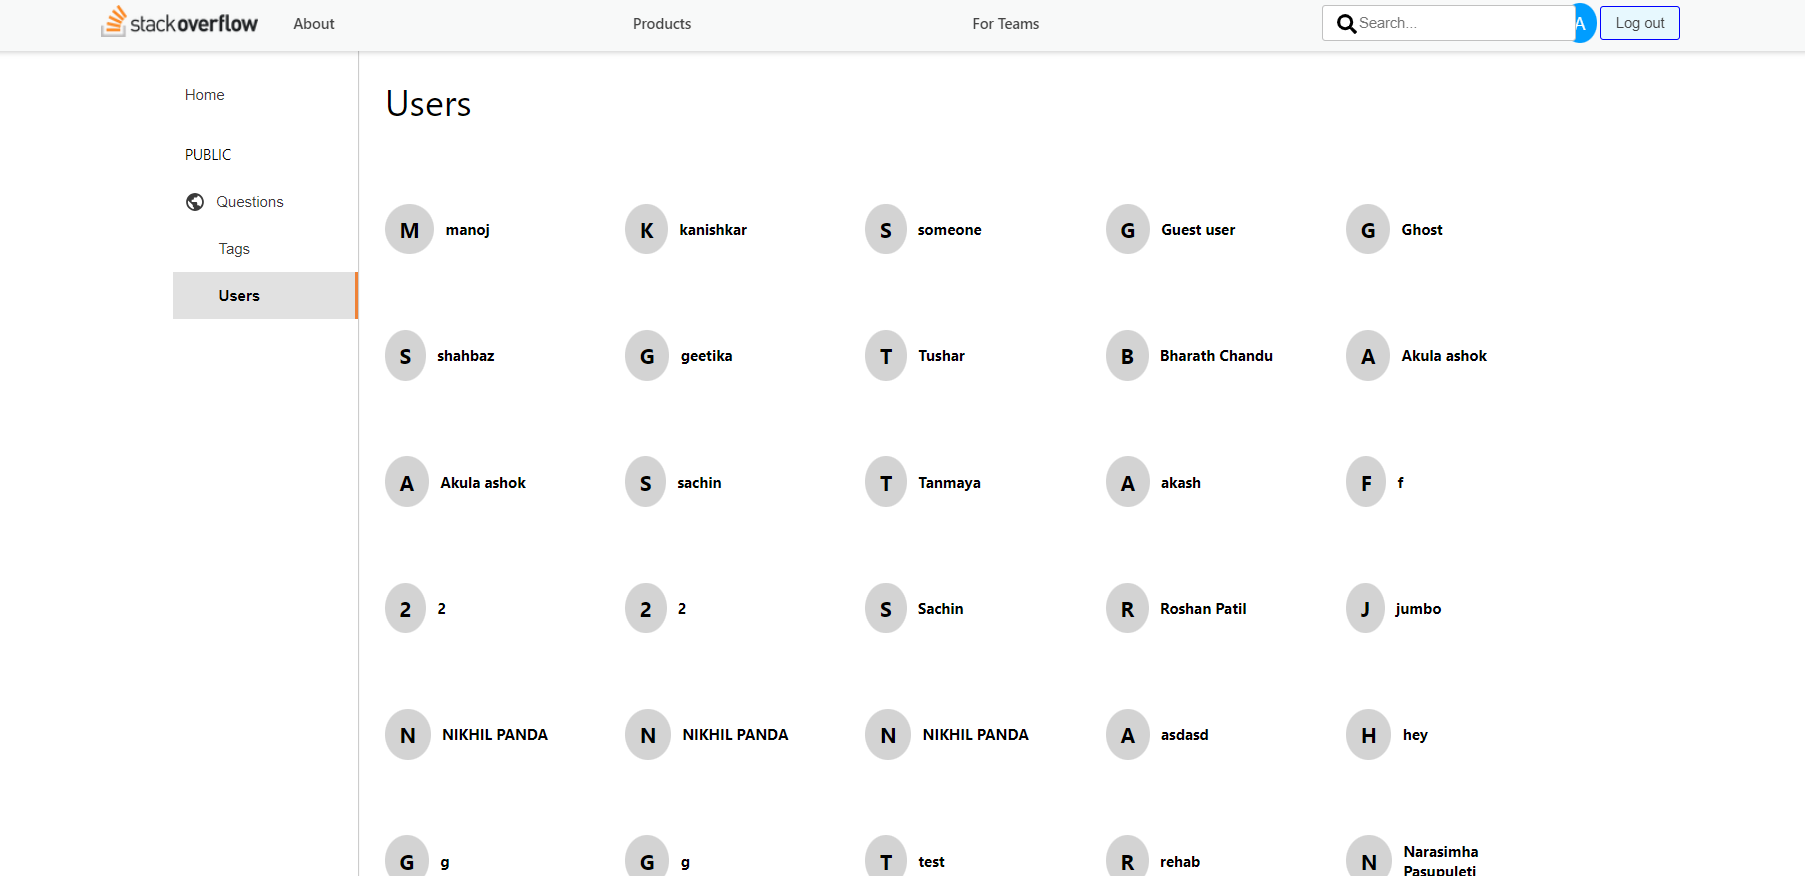 stackoverflow About Products For Teams Search... A Log out
Home
Users
PUBLIC
Questions
Tags
Users
M manoj K kanishkar S someone G Guest user G Ghost
S shahbaz G geetika T Tushar B Bharath Chandu A Akula ashok
A Akula ashok S sachin T Tanmaya A akash F f
2 2 2 2 S Sachin R Roshan Patil J jumbo
N NIKHIL PANDA N NIKHIL PANDA N NIKHIL PANDA A asdasd H hey
G g G g T test R rehab N Narasimha
Pasupuleti